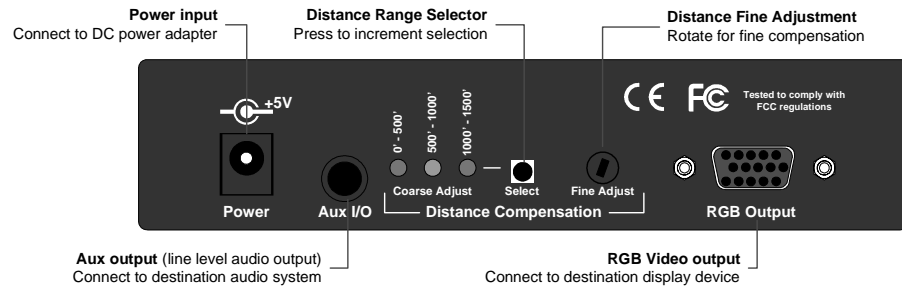 Power input
Connect to DC power adapter
Distance Range Selector
Press to increment selection
Distance Fine Adjustment
Rotate for fine compensation
+5V
0' - 500'
500' - 1000'
1000' - 1500'
CE FC
Tested to comply with
FCC regulations
Coarse Adjust
Select
Fine Adjust
Power
Aux I/O
Distance Compensation
RGB Output
Aux output (line level audio output)
Connect to destination audio system
RGB Video output
Connect to destination display device